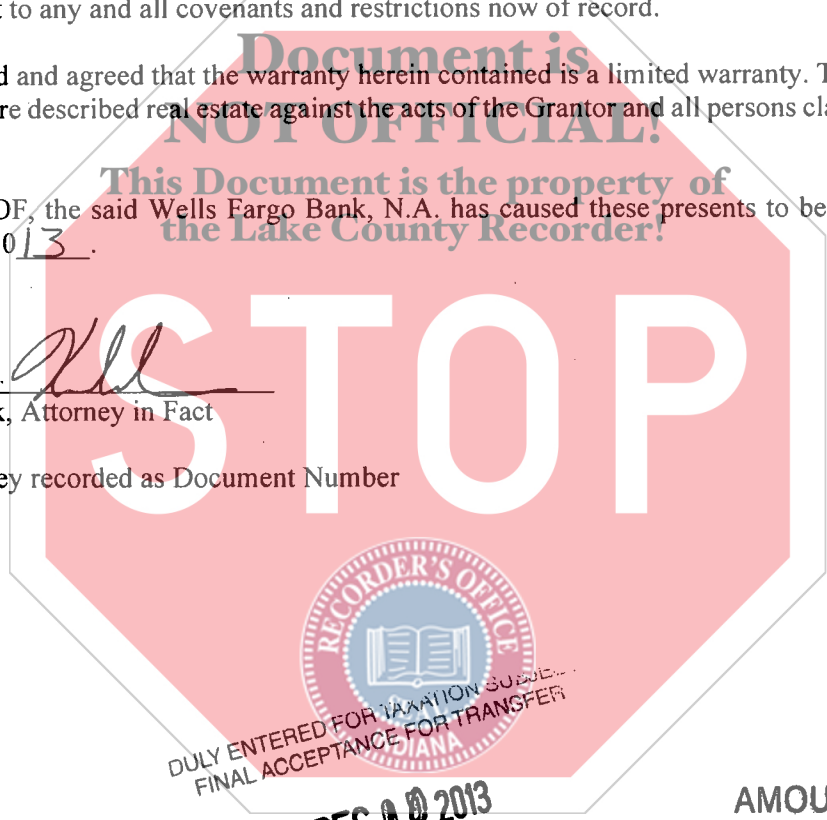 t to any and all covenants and restrictions now of record.
Document is
d and agreed that the warranty herein contained is a limited warranty. T
re described real estate against the acts of the Grantor and all persons cla
NOT OFFICIAL!
This Document is the property of
OF, the said Wells Fargo Bank, N.A. has caused these presents to be
the Lake County Recorder!
013.
STOP
k, Attorney in Fact
ey recorded as Document Number
RECORDER'S OFFICE
DIANA
DULY ENTERED FOR TAXATION SUBJE
FINAL ACCEPTANCE FOR TRANSFER
2013
AMOU